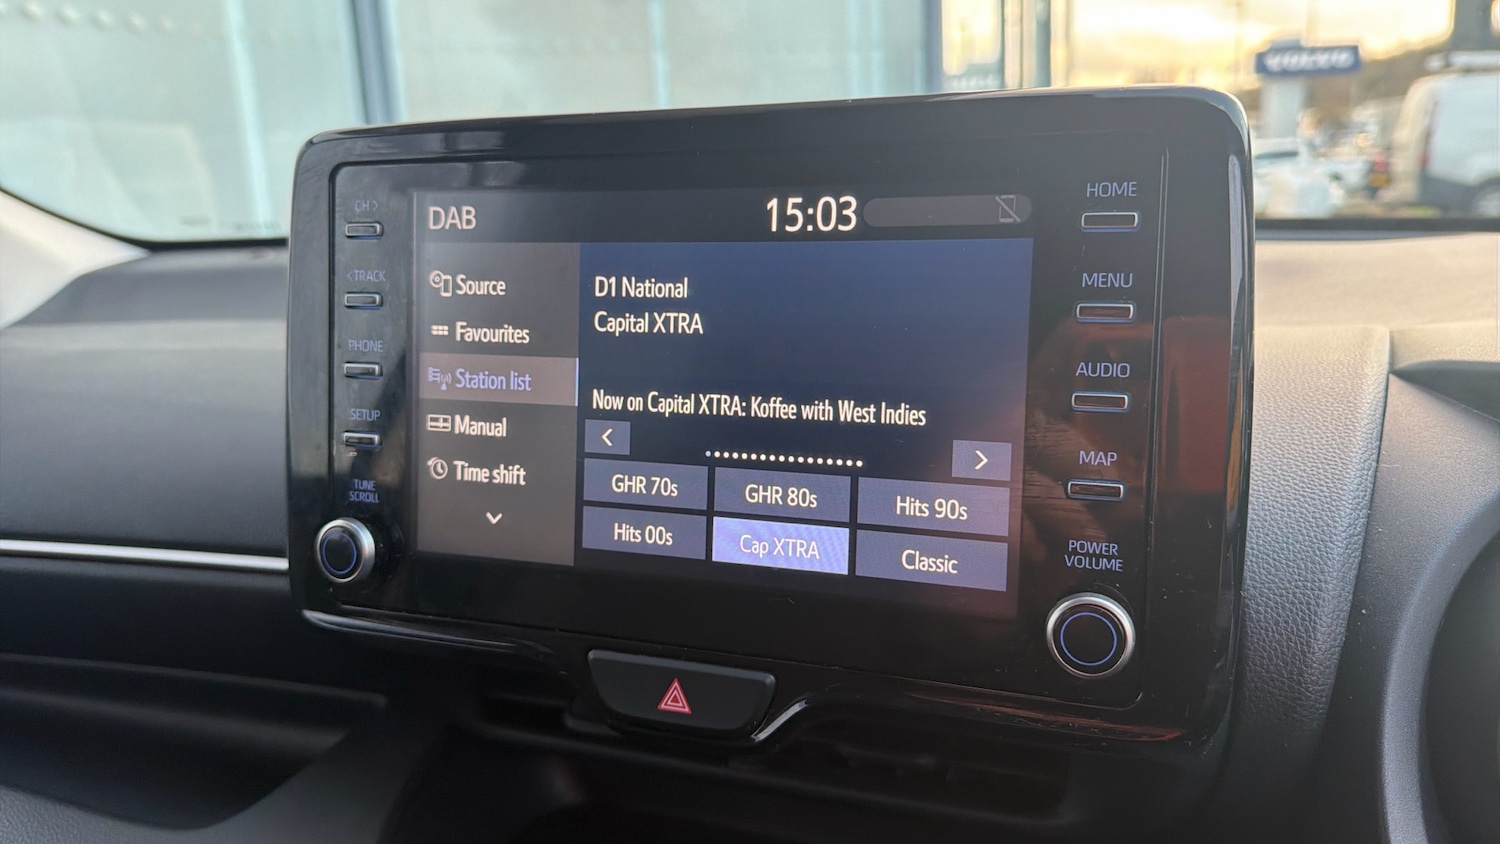 VOLVO
DAB
15:03
CH >
< TRACK
PHONE
SETUP
TUNE
SCROLL
Source
Favourites
Station list
Manual
Time shift
D1 National
Capital XTRA
Now on Capital XTRA: Koffee with West Indies
<
>
GHR 70s
GHR 80s
Hits 90s
Hits 00s
Cap XTRA
Classic
HOME
MENU
AUDIO
MAP
POWER
VOLUME